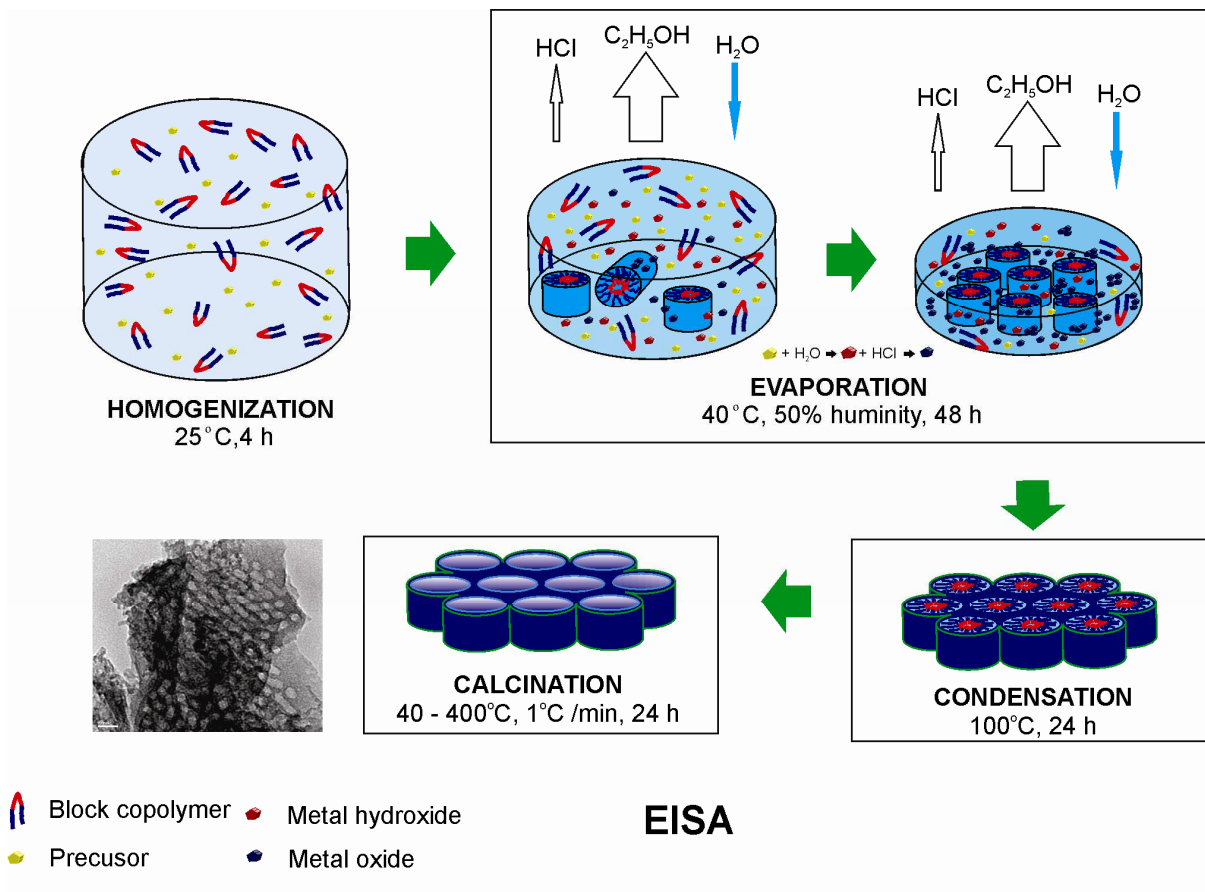 HCl
C₂H₅OH
H₂O
HCl
C₂H₅OH
H₂O
+ H₂O + HCl
EVAPORATION
40°C, 50% huminity, 48 h
HOMOGENIZATION
25°C,4 h
CALCINATION
40 - 400°C, 1°C /min, 24 h
CONDENSATION
100°C, 24 h
Block copolymer
Metal hydroxide
Precusor
Metal oxide
EISA